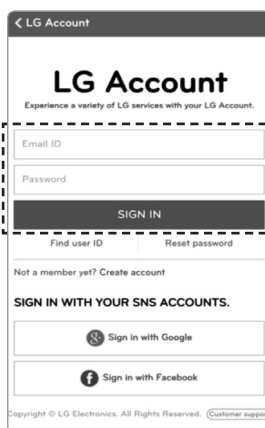 LG Account
LG Account
Experience a variety of LG services with your LG Account.
Email ID
Password
SIGN IN
Find user ID Reset password
Not a member yet? Create account
SIGN IN WITH YOUR SNS ACCOUNTS.
Sign in with Google
Sign in with Facebook
Copyright © LG Electronics. All Rights Reserved. Customer suppor